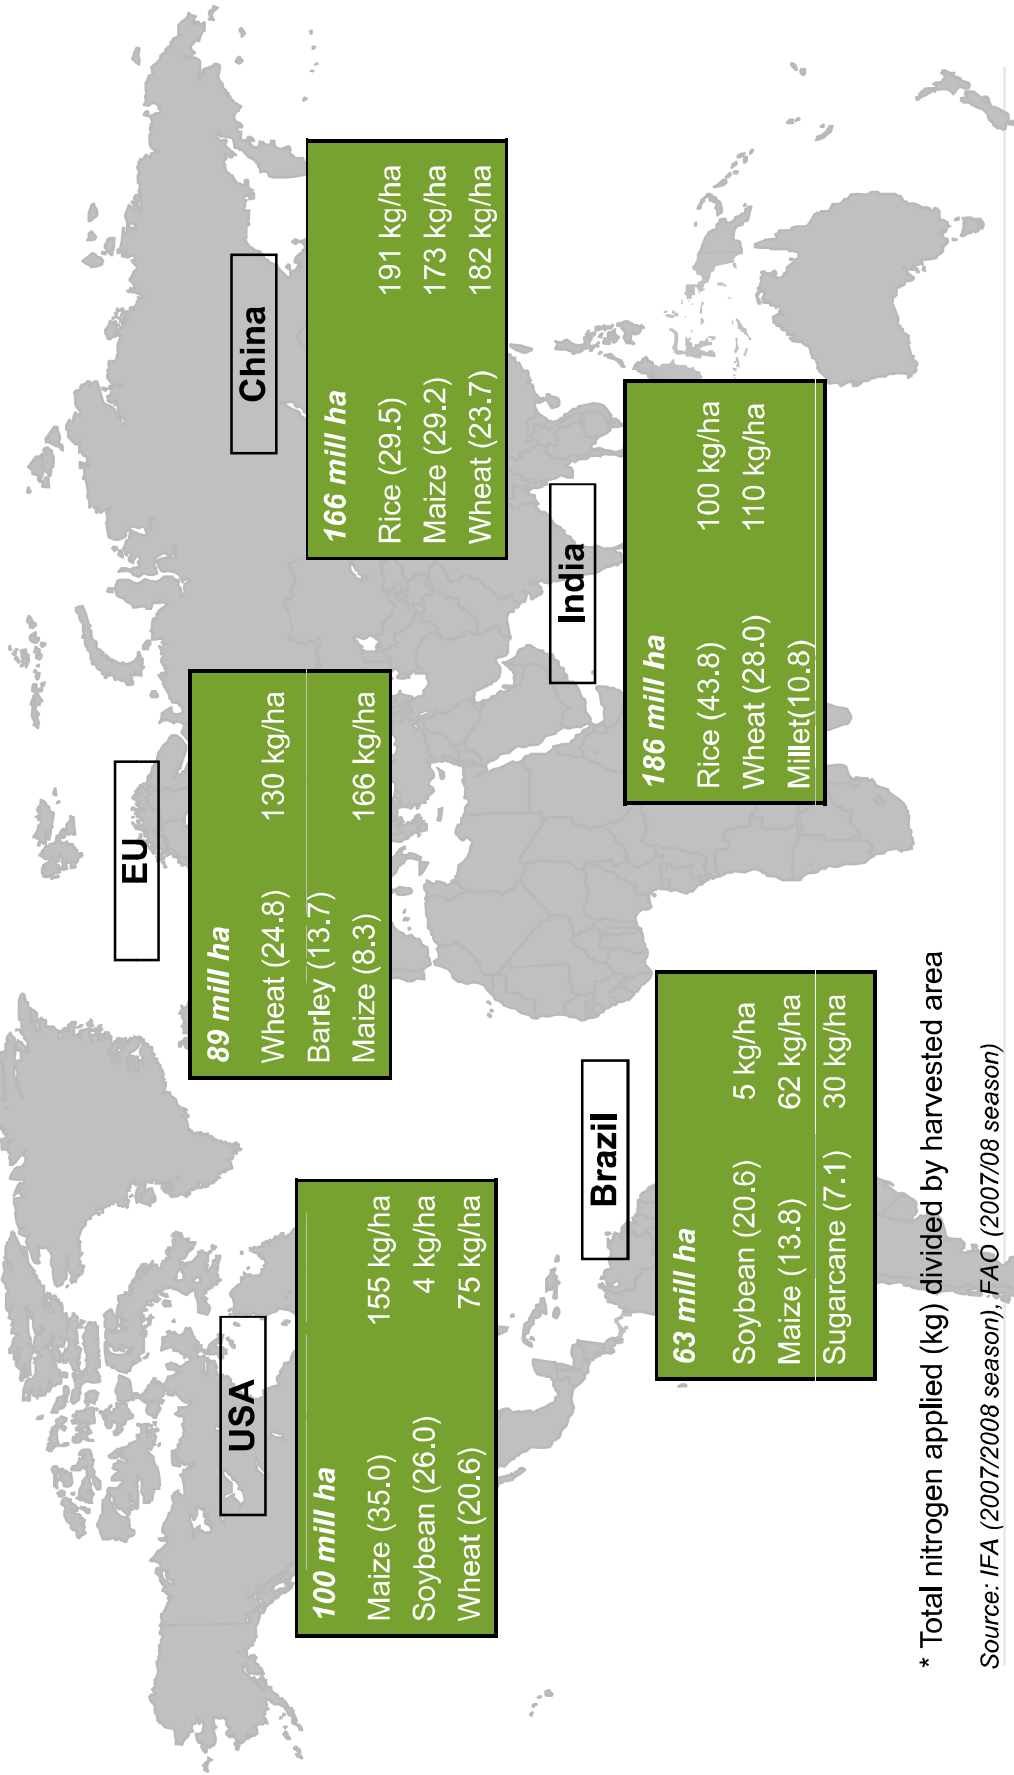 USA
100 mill ha
Maize (35.0) 155 kg/ha
Soybean (26.0) 4 kg/ha
Wheat (20.6) 75 kg/ha
EU
89 mill ha
Wheat (24.8) 130 kg/ha
Barley (13.7)
Maize (8.3) 166 kg/ha
China
166 mill ha
Rice (29.5) 191 kg/ha
Maize (29.2) 173 kg/ha
Wheat (23.7) 182 kg/ha
Brazil
63 mill ha
Soybean (20.6) 5 kg/ha
Maize (13.8) 62 kg/ha
Sugarcane (7.1) 30 kg/ha
India
186 mill ha
Rice (43.8) 100 kg/ha
Wheat (28.0) 110 kg/ha
Millet(10.8)
* Total nitrogen applied (kg) divided by harvested area
Source: IFA (2007/2008 season), FAO (2007/08 season)